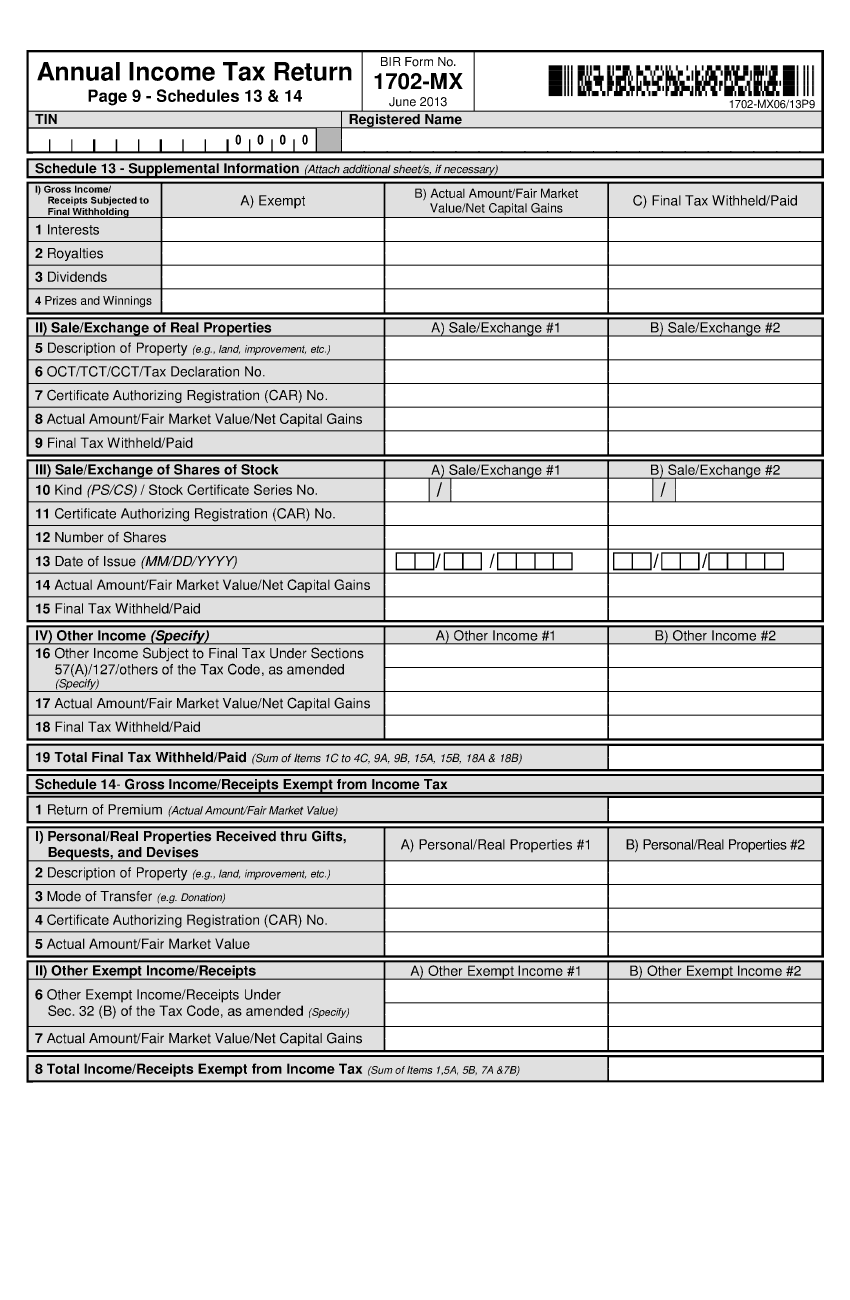 Annual Income Tax Return
Page 9 - Schedules 13 & 14
BIR Form No.
1702-MX
June 2013
1702-MX06/13P9
TIN
Registered Name
0 0 0 0
Schedule 13 - Supplemental Information (Attach additional sheet/s, if necessary)
I) Gross Income/
Receipts Subjected to
Final Withholding
A) Exempt
B) Actual Amount/Fair Market
Value/Net Capital Gains
C) Final Tax Withheld/Paid
1 Interests
2 Royalties
3 Dividends
4 Prizes and Winnings
II) Sale/Exchange of Real Properties
A) Sale/Exchange #1
B) Sale/Exchange #2
5 Description of Property (e.g., land, improvement, etc.)
6 OCT/TCT/CCT/Tax Declaration No.
7 Certificate Authorizing Registration (CAR) No.
8 Actual Amount/Fair Market Value/Net Capital Gains
9 Final Tax Withheld/Paid
III) Sale/Exchange of Shares of Stock
A) Sale/Exchange #1
B) Sale/Exchange #2
10 Kind (PS/CS) / Stock Certificate Series No.
/
/
11 Certificate Authorizing Registration (CAR) No.
12 Number of Shares
13 Date of Issue (MM/DD/YYYY)
/ /
/ /
14 Actual Amount/Fair Market Value/Net Capital Gains
15 Final Tax Withheld/Paid
IV) Other Income (Specify)
A) Other Income #1
B) Other Income #2
16 Other Income Subject to Final Tax Under Sections
57(A)/127/others of the Tax Code, as amended
(Specify)
17 Actual Amount/Fair Market Value/Net Capital Gains
18 Final Tax Withheld/Paid
19 Total Final Tax Withheld/Paid (Sum of Items 1C to 4C, 9A, 9B, 15A, 15B, 18A & 18B)
Schedule 14- Gross Income/Receipts Exempt from Income Tax
1 Return of Premium (Actual Amount/Fair Market Value)
I) Personal/Real Properties Received thru Gifts,
Bequests, and Devises
A) Personal/Real Properties #1
B) Personal/Real Properties #2
2 Description of Property (e.g., land, improvement, etc.)
3 Mode of Transfer (e.g. Donation)
4 Certificate Authorizing Registration (CAR) No.
5 Actual Amount/Fair Market Value
II) Other Exempt Income/Receipts
A) Other Exempt Income #1
B) Other Exempt Income #2
6 Other Exempt Income/Receipts Under
Sec. 32 (B) of the Tax Code, as amended (Specify)
7 Actual Amount/Fair Market Value/Net Capital Gains
8 Total Income/Receipts Exempt from Income Tax (Sum of Items 1,5A, 5B, 7A &7B)